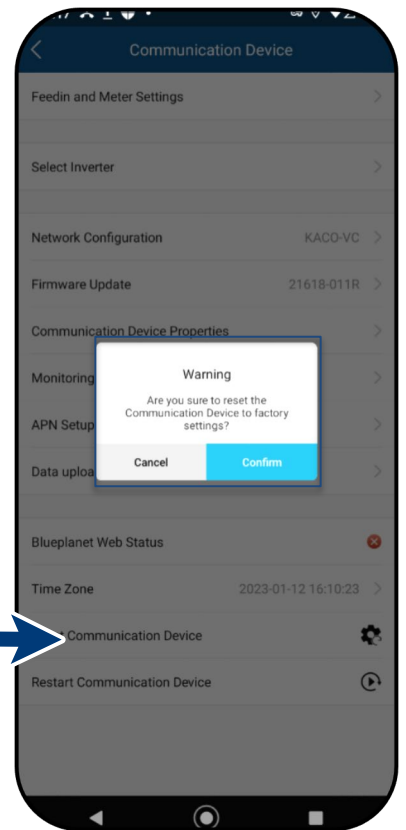 Communication Device
Feedin and Meter Settings
Select Inverter
Network Configuration KACO-VC
Firmware Update 21618-011R
Communication Device Properties
Monitoring
Warning
Are you sure to reset the
Communication Device to factory
settings?
Cancel Confirm
APN Setup
Data uploa
Blueplanet Web Status
Time Zone 2023-01-12 16:10:23
Communication Device
Restart Communication Device